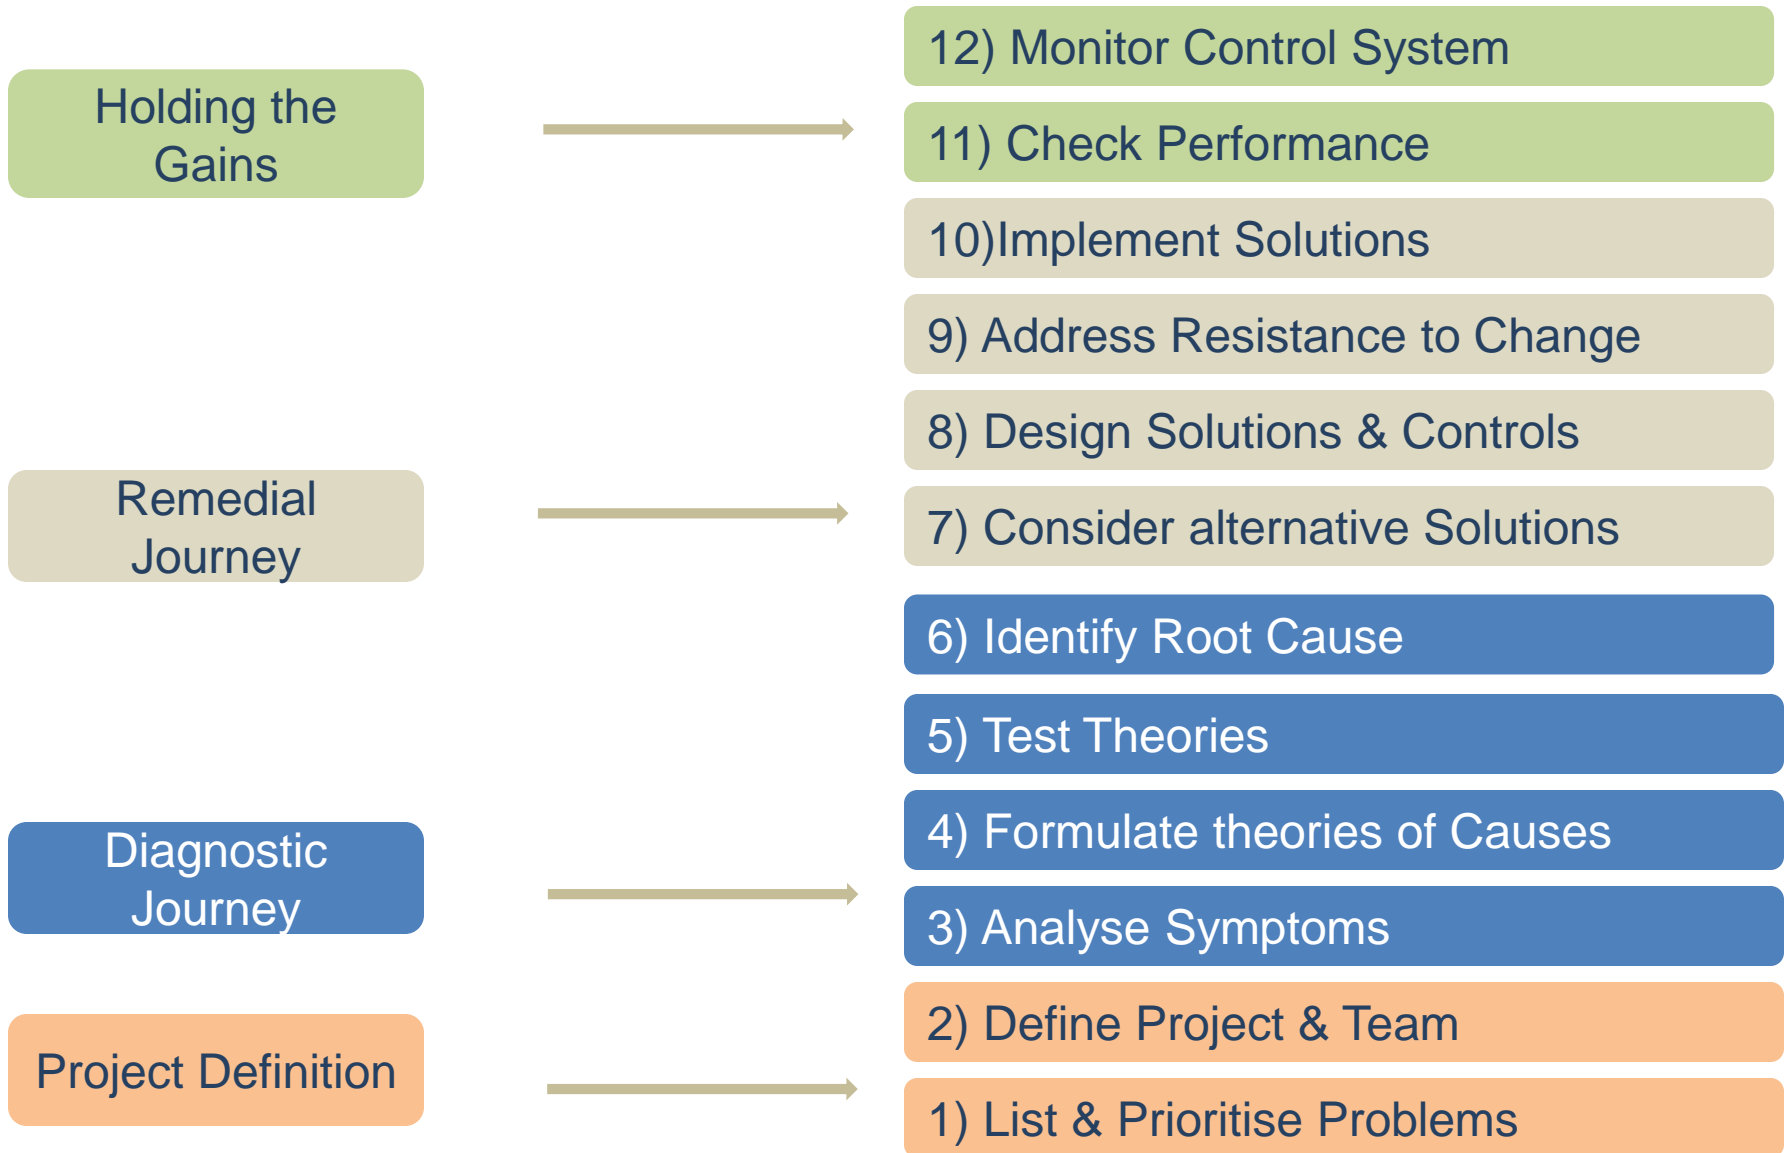 Holding the
Gains
12) Monitor Control System
11) Check Performance
10)Implement Solutions
9) Address Resistance to Change
8) Design Solutions & Controls
Remedial
Journey
7) Consider alternative Solutions
6) Identify Root Cause
5) Test Theories
4) Formulate theories of Causes
Diagnostic
Journey
3) Analyse Symptoms
2) Define Project & Team
Project Definition
1) List & Prioritise Problems